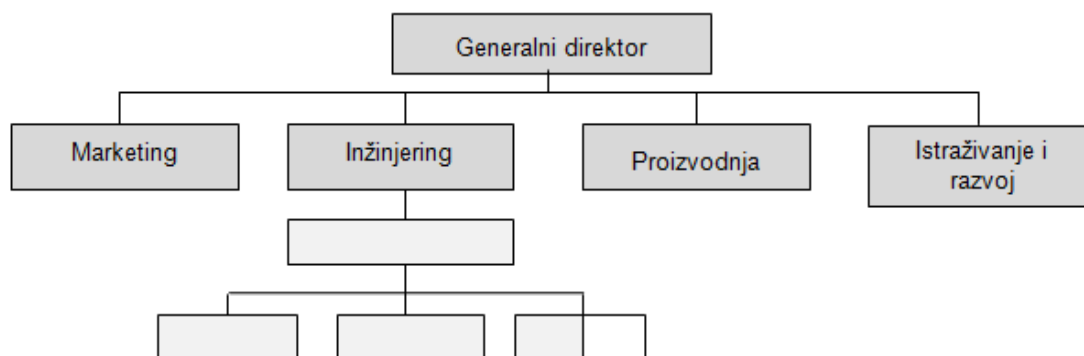 Generalni direktor
Marketing
Inžinjering
Proizvodnja
Istraživanje i
razvoj